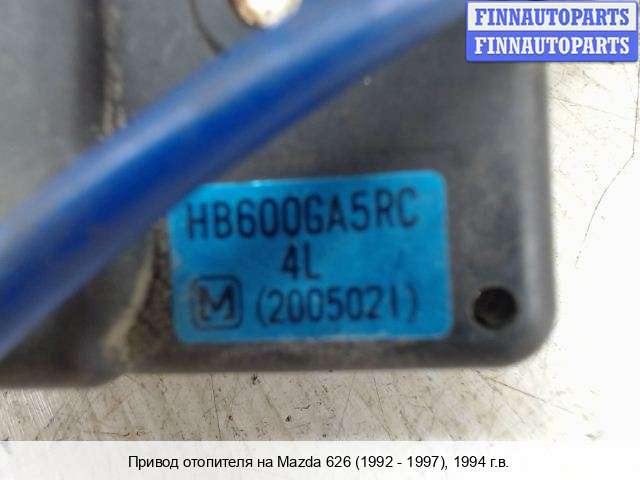 FINNAUTOPARTS
FINNAUTOPARTS
HB600GA5RC
4L
M (2005021)
Привод отопителя на Mazda 626 (1992 - 1997), 1994 г.в.